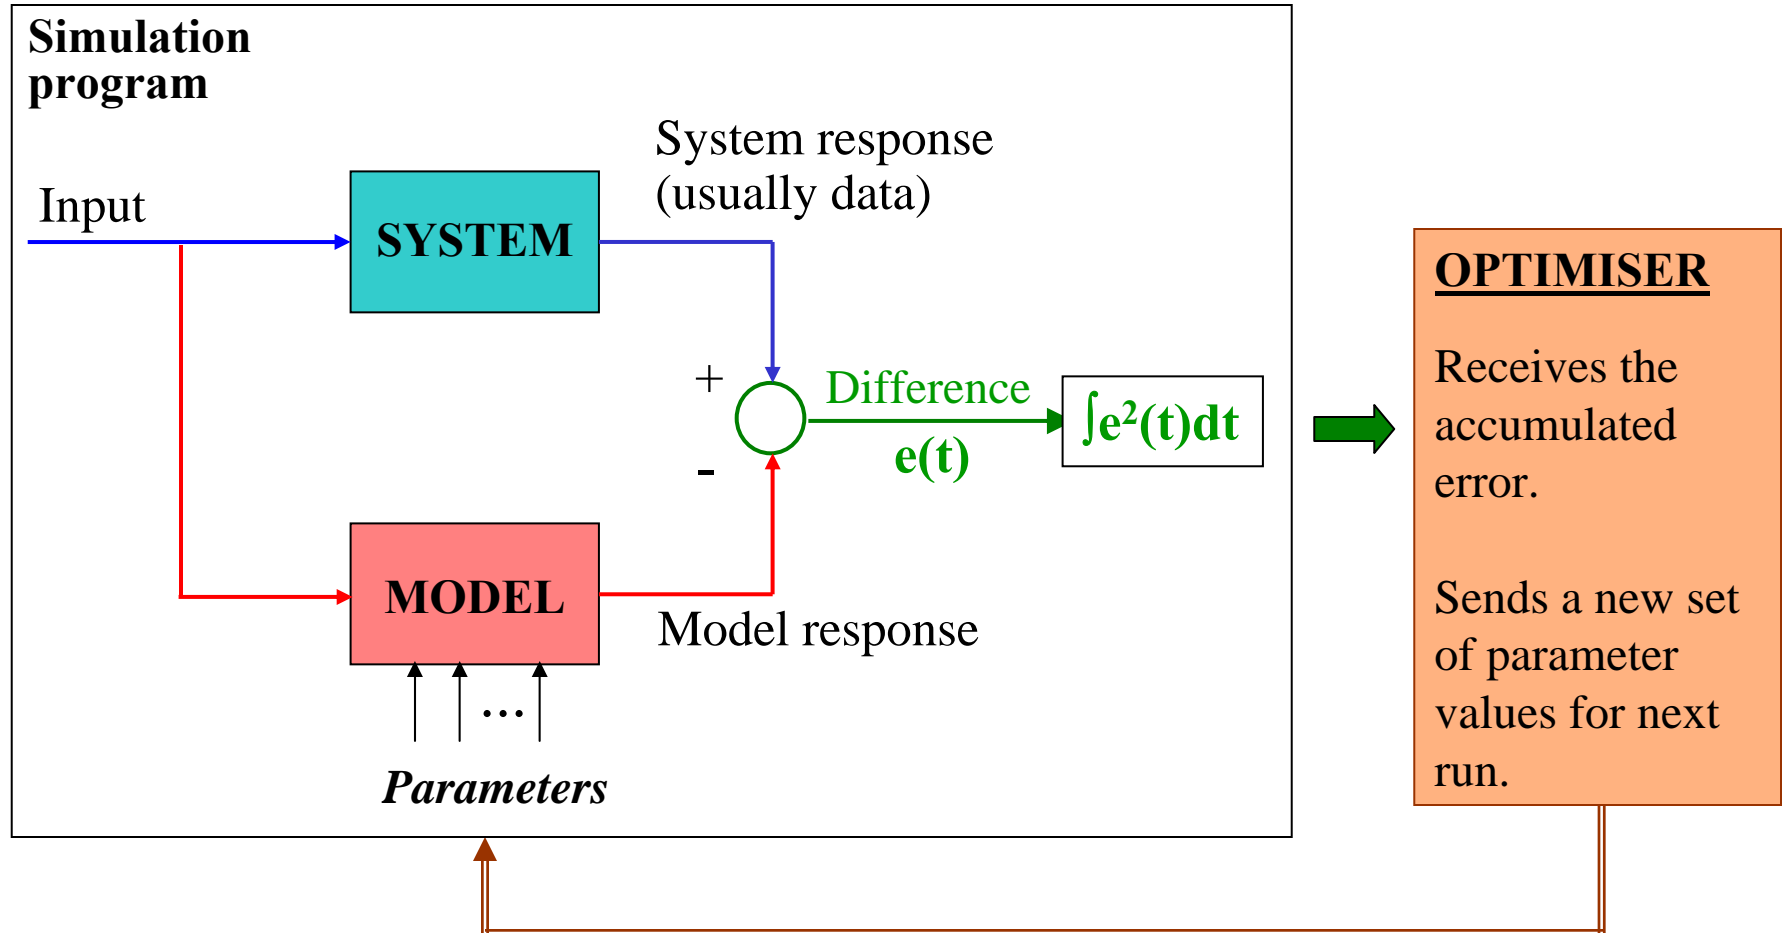 Simulation
program
System response
(usually data)
Input
SYSTEM
+
Difference
∫e²(t)dt
e(t)
-
MODEL
Model response
...
Parameters
OPTIMISER
Receives the
accumulated
error.
Sends a new set
of parameter
values for next
run.